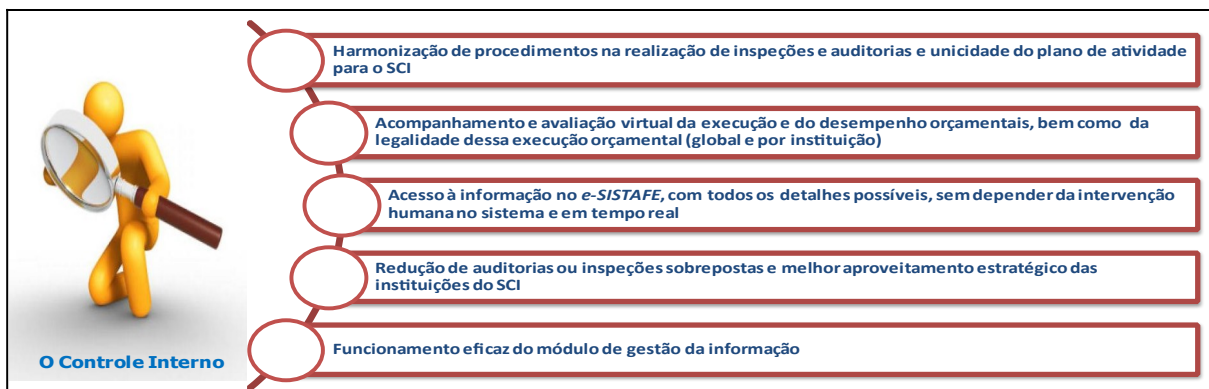 Harmonização de procedimentos na realização de inspeções e auditorias e unicidade do plano de atividade
para o SCI
Acompanhamento e avaliação virtual da execução e do desempenho orçamentais, bem como da
legalidade dessa execução orçamental (global e por instituição)
Acesso à informação no e-SISTAFE, com todos os detalhes possíveis, sem depender da intervenção
humana no sistema e em tempo real
Redução de auditorias ou inspeções sobrepostas e melhor aproveitamento estratégico das
instituições do SCI
Funcionamento eficaz do módulo de gestão da informação
O Controle Interno